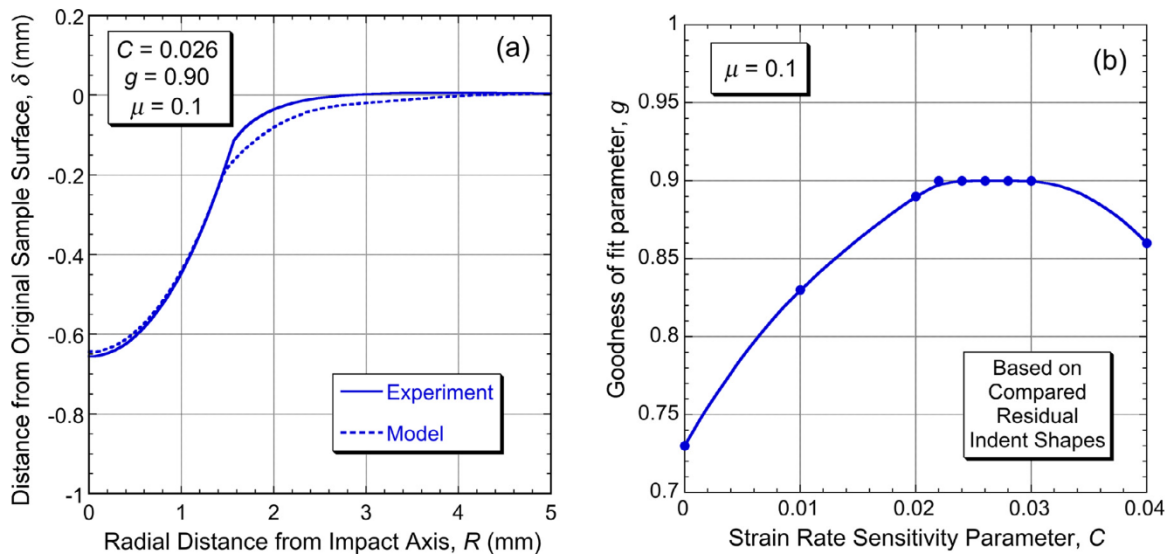 (a)
C = 0.026
g = 0.90
μ = 0.1
0.2
0
-0.2
-0.4
-0.6
-0.8
-1
Distance from Original Sample Surface, δ (mm)
Experiment
Model
0 1 2 3 4 5
Radial Distance from Impact Axis, R (mm)
(b)
μ = 0.1
1
0.95
0.9
0.85
0.8
0.75
0.7
Goodness of fit parameter, g
Based on
Compared
Residual
Indent Shapes
0 0.01 0.02 0.03 0.04
Strain Rate Sensitivity Parameter, C